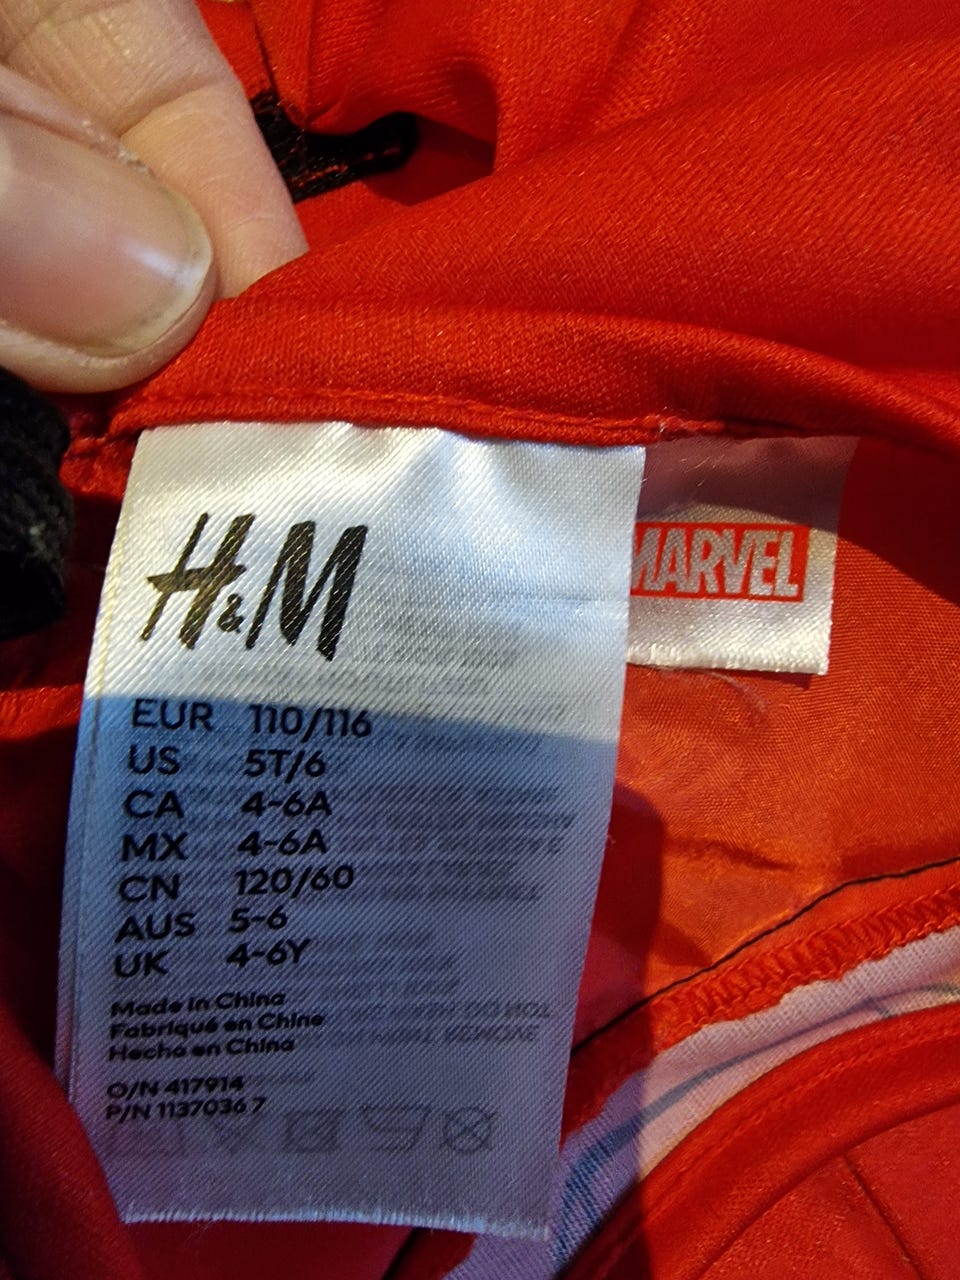 H&M
MARVEL
EUR 110/116
US 5T/6
CA 4-6A
MX 4-6A
CN 120/60
AUS 5-6
UK 4-6Y
Made in China
Fabriqué en Chine
Hecho en China
O/N 417914
P/N 1137036 7